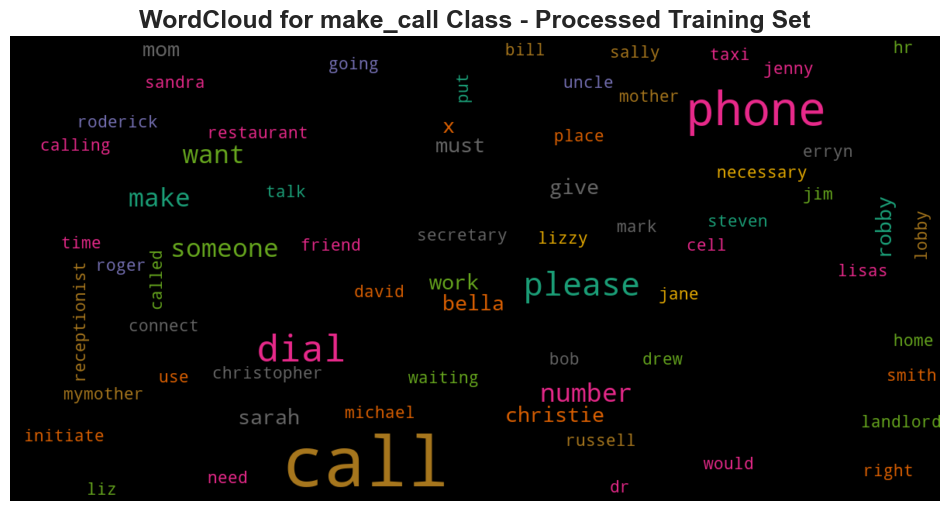 WordCloud for make_call Class - Processed Training Set
mom
bill
sally
taxi
hr
going
jenny
sandra
put
uncle
mother
phone
roderick
restaurant
x
place
calling
want
must
erryn
necessary
make
talk
give
jim
robby
lobby
time
someone
friend
secretary
lizzy
mark
steven
cell
roger
called
receptionist
david
work
bella
please
jane
lisas
connect
dial
home
bob
drew
use
christopher
waiting
smith
mymother
number
sarah
michael
christie
landlord
initiate
call
russell
liz
need
would
right
dr